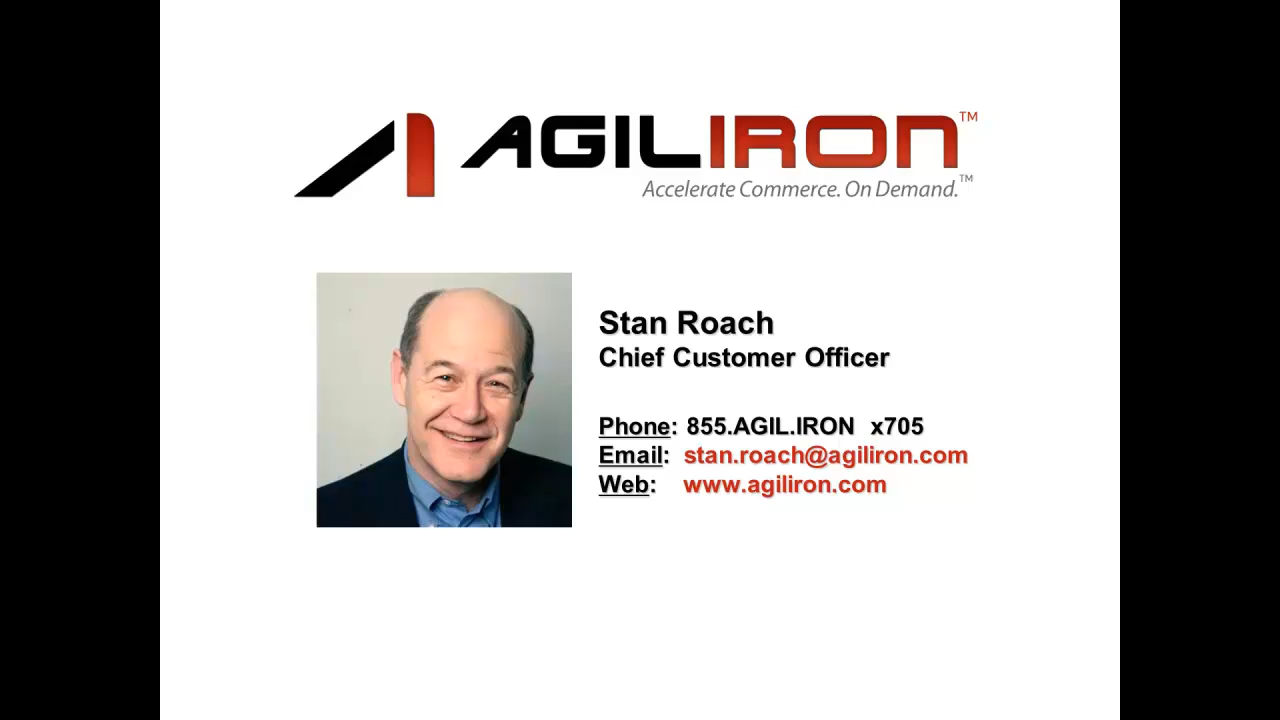 AGILIRON™
Accelerate Commerce. On Demand.™
Stan Roach
Chief Customer Officer
Phone: 855.AGIL.IRON x705
Email: stan.roach@agiliron.com
Web: www.agiliron.com